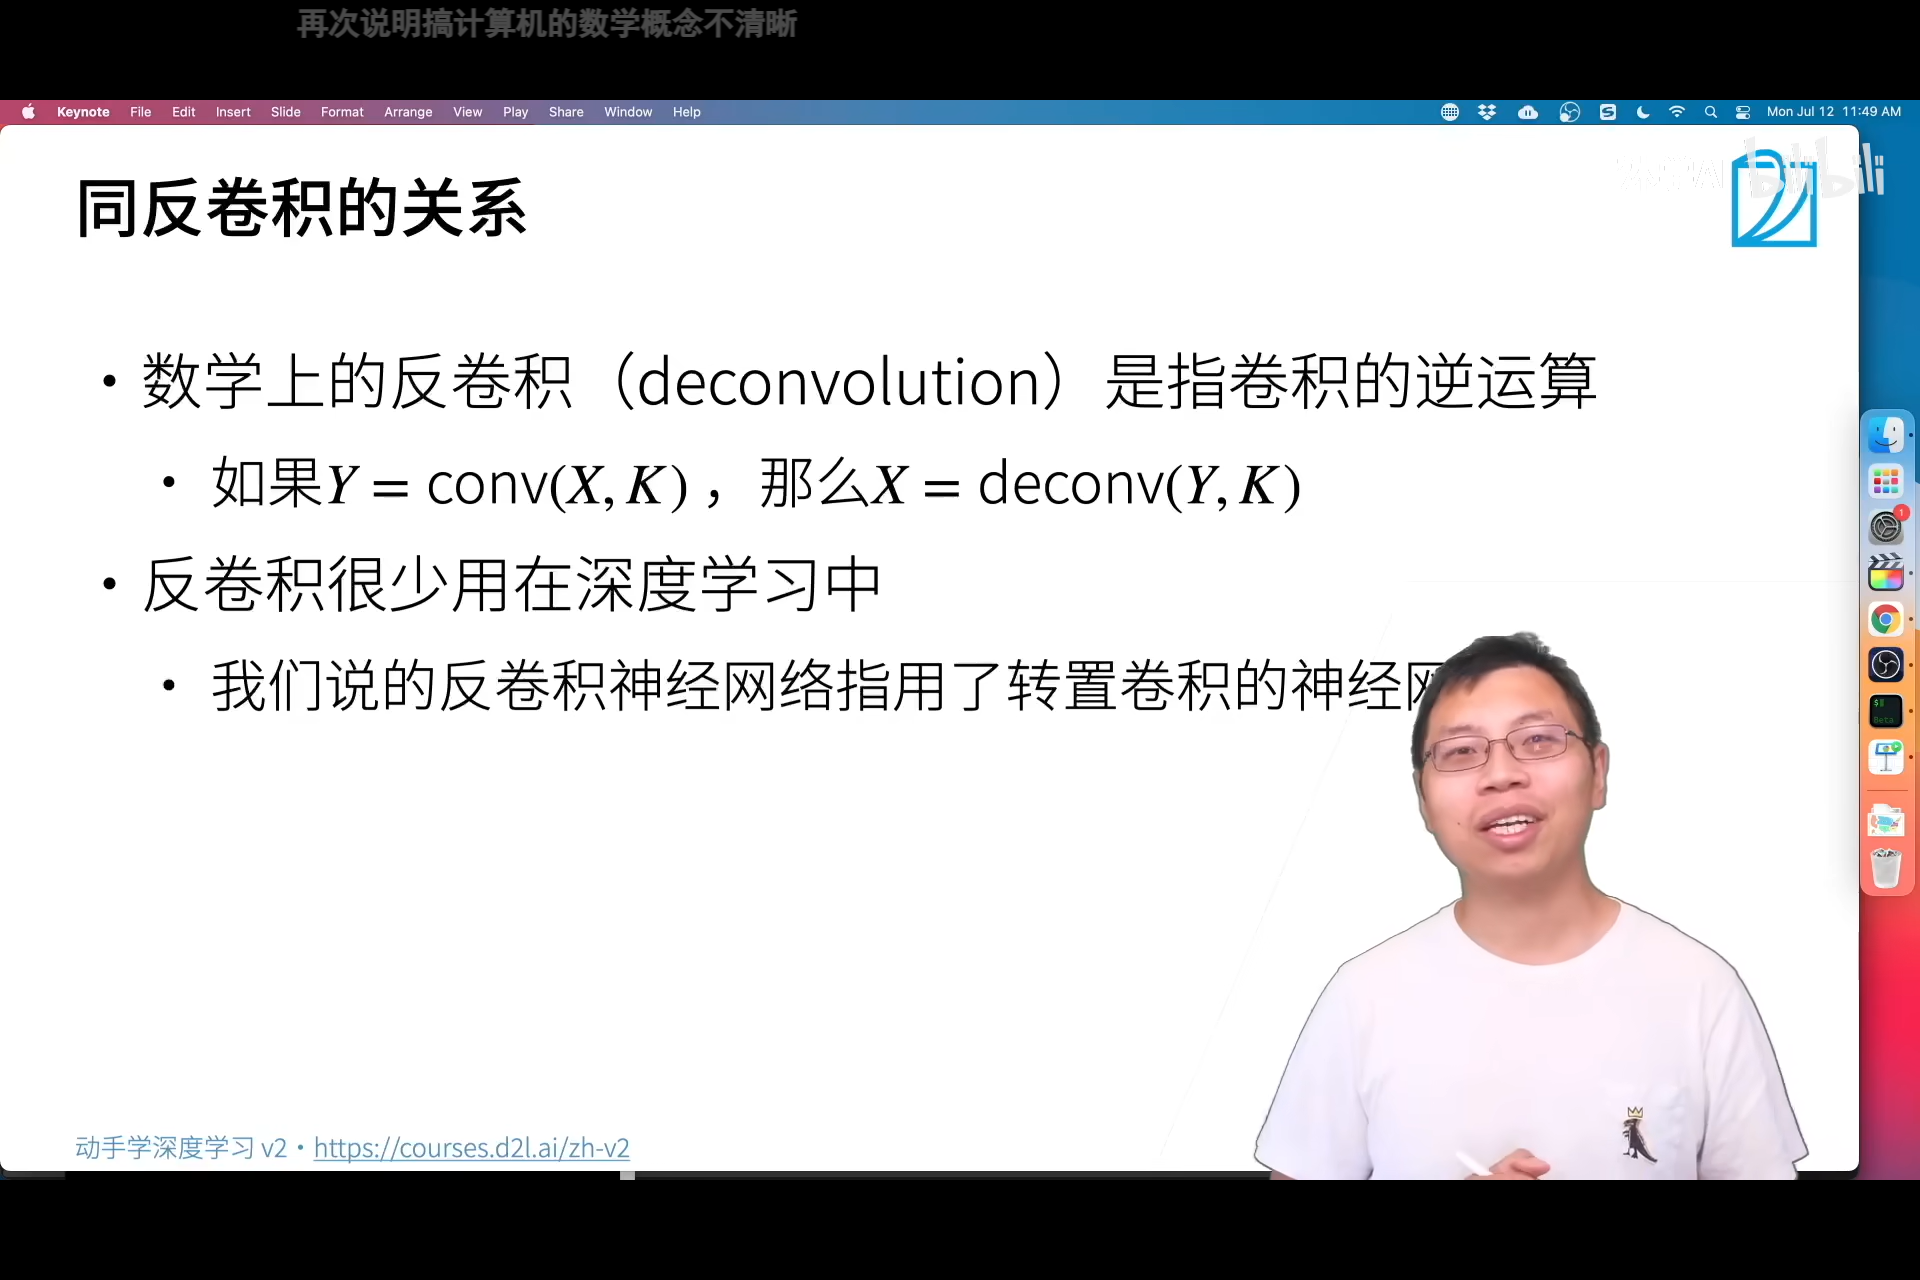 再次说明搞计算机的数学概念不清晰
Keynote File Edit Insert Slide Format Arrange View Play Share Window Help Mon Jul 12 11:49 AM
bilibili
同反卷积的关系
• 数学上的反卷积（deconvolution）是指卷积的逆运算
• 如果Y = conv(X, K)，那么X = deconv(Y, K)
• 反卷积很少用在深度学习中
• 我们说的反卷积神经网络指用了转置卷积的神经网
动手学深度学习 v2 • https://courses.d2l.ai/zh-v2